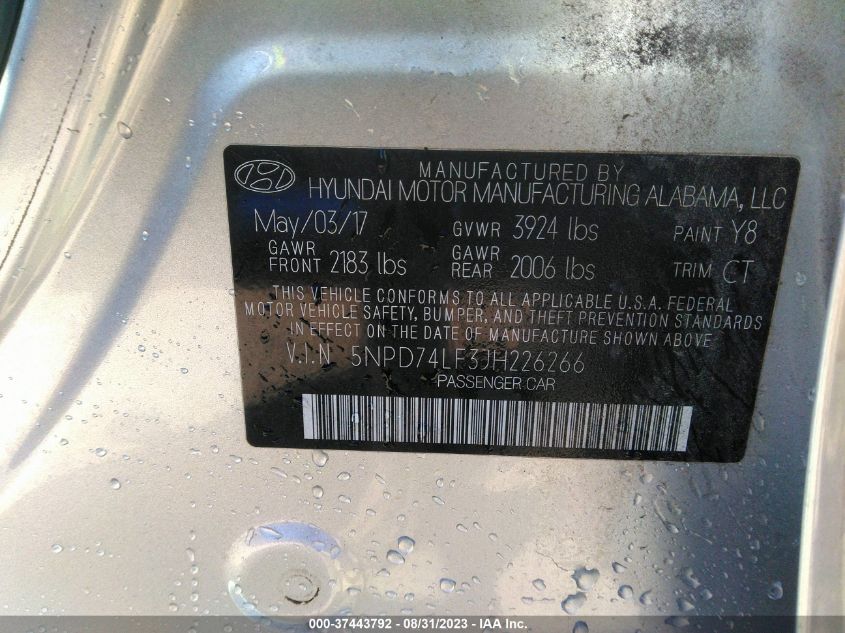 MANUFACTURED BY
HYUNDAI MOTOR MANUFACTURING ALABAMA, LLC
May/03/17 GVWR 3924 lbs PAINT Y8
GAWR FRONT 2183 lbs GAWR REAR 2006 lbs TRIM CT
THIS VEHICLE CONFORMS TO ALL APPLICABLE U.S.A. FEDERAL
MOTOR VEHICLE SAFETY, BUMPER, AND THEFT PREVENTION STANDARDS
IN EFFECT ON THE DATE OF MANUFACTURE SHOWN ABOVE.
V.I.N 5NPD74LF3JH226266
PASSENGER CAR
000-37443792 - 08/31/2023 - IAA Inc.